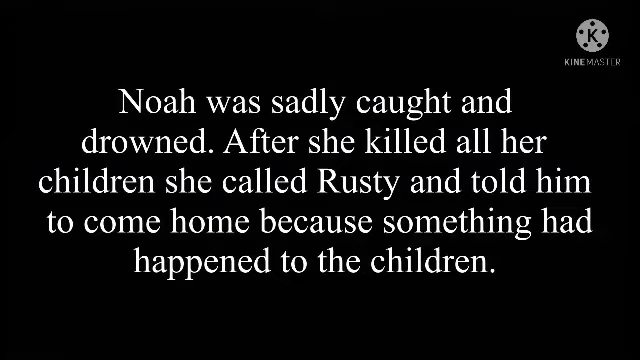 K
KINEMASTER
Noah was sadly caught and
drowned. After she killed all her
children she called Rusty and told him
to come home because something had
happened to the children.